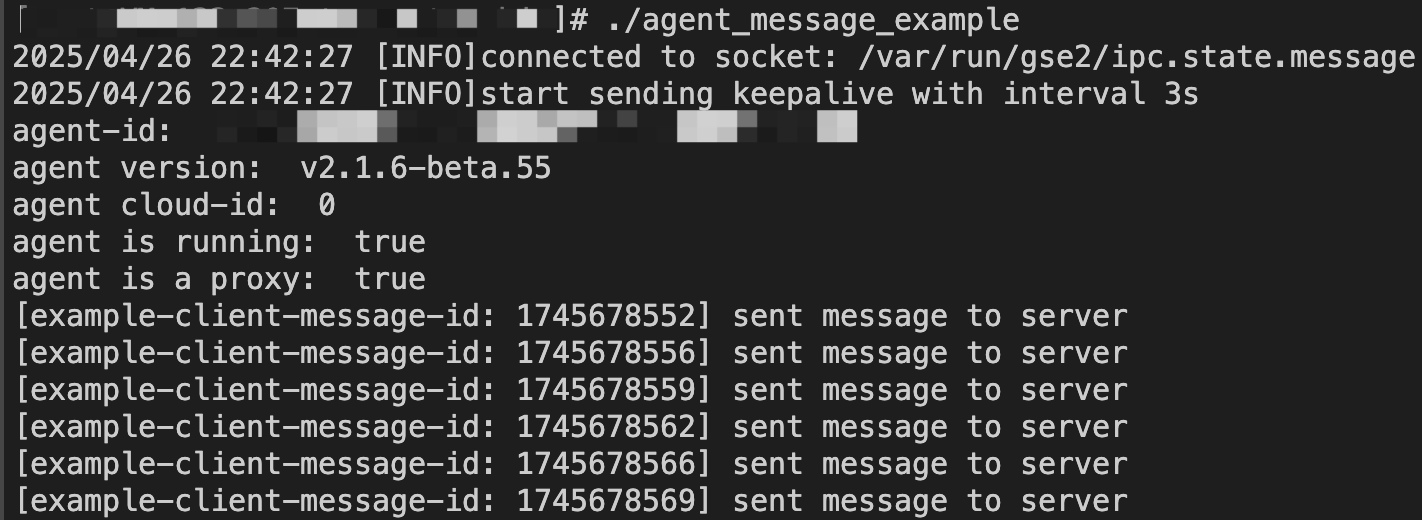 ]# ./agent_message_example
2025/04/26 22:42:27 [INFO]connected to socket: /var/run/gse2/ipc.state.message
2025/04/26 22:42:27 [INFO]start sending keepalive with interval 3s
agent-id:
agent version:  v2.1.6-beta.55
agent cloud-id:  0
agent is running:  true
agent is a proxy:  true
[example-client-message-id: 1745678552] sent message to server
[example-client-message-id: 1745678556] sent message to server
[example-client-message-id: 1745678559] sent message to server
[example-client-message-id: 1745678562] sent message to server
[example-client-message-id: 1745678566] sent message to server
[example-client-message-id: 1745678569] sent message to server